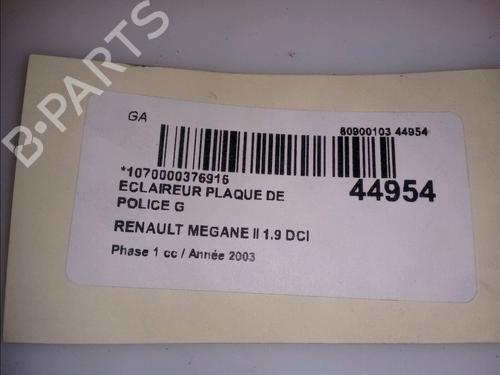 B-PARTS
GA
80900103 44954
*1070000376916
44954
ECLAIREUR PLAQUE DE
POLICE G
RENAULT MEGANE II 1.9 DCI
Phase 1 cc / Année 2003